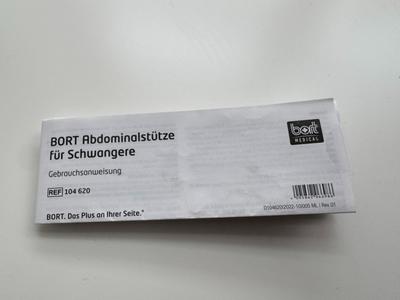 BORT Abdominalstütze
für Schwangere
Gebrauchsanweisung
REF 104 620
BORT. Das Plus an Ihrer Seite.®
bort
MEDICAL